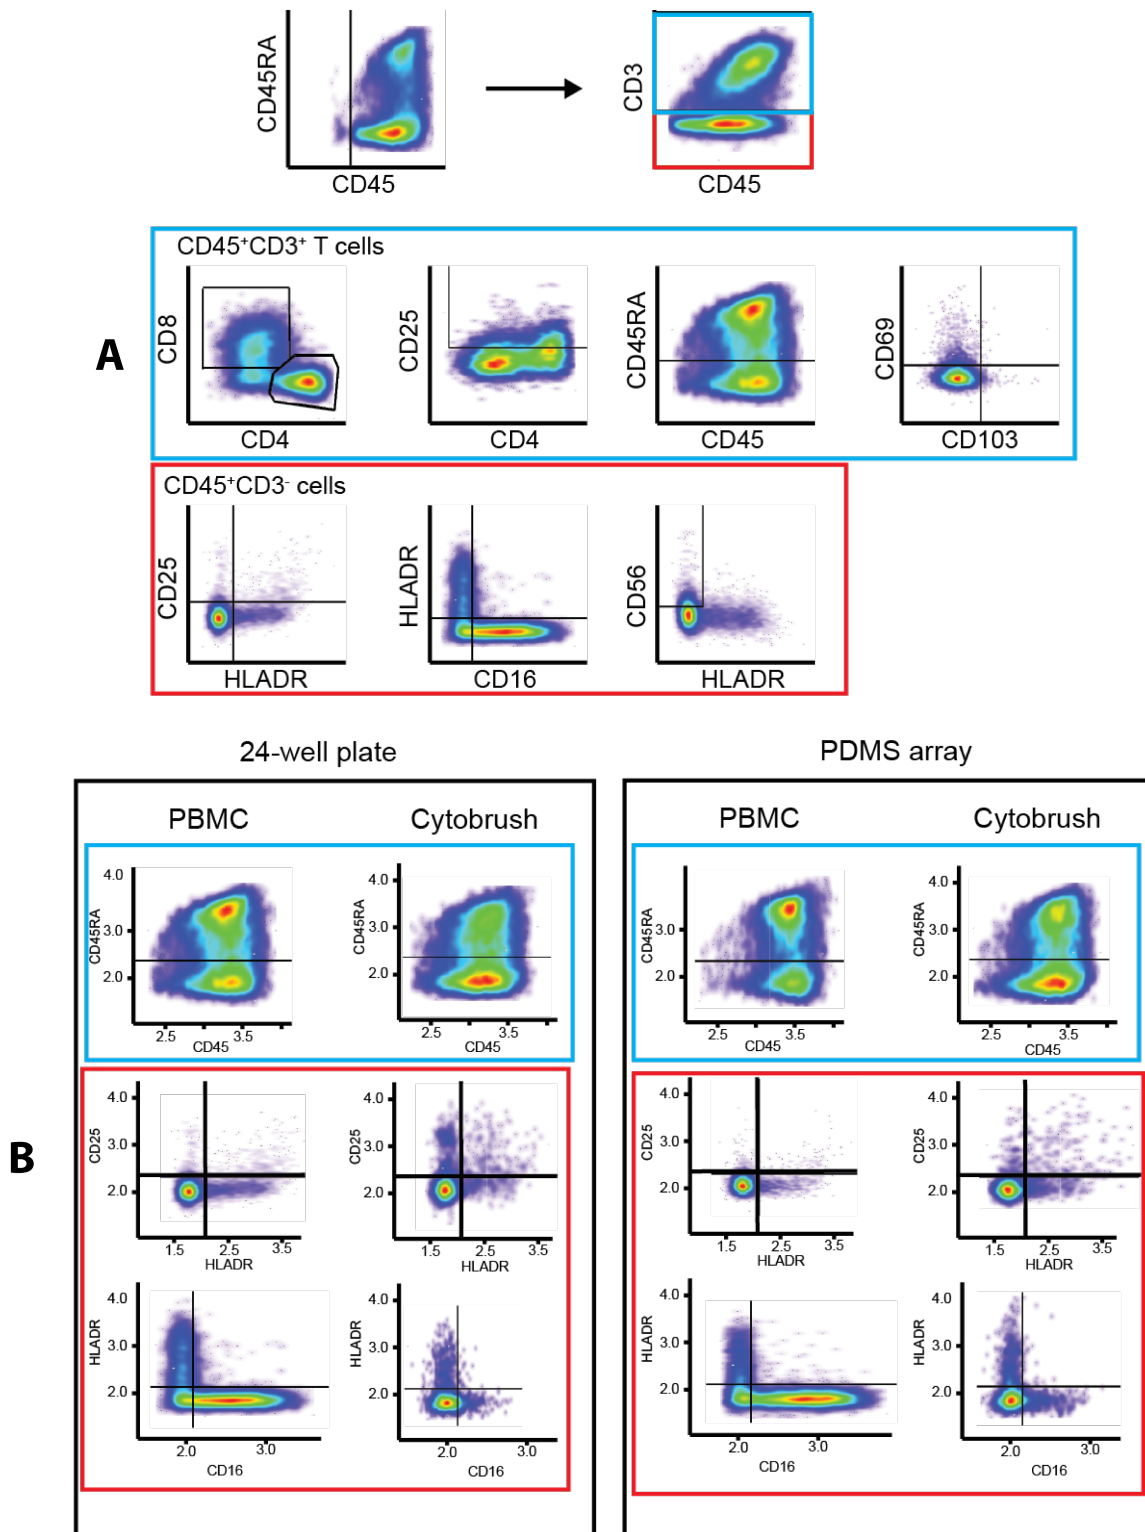 CD45RA
CD45
CD3
CD45
A
CD45+CD3+ T cells
CD8
CD4
CD25
CD4
CD45RA
CD45
CD69
CD103
CD45+CD3- cells
CD25
HLADR
HLADR
CD16
CD56
HLADR
B
24-well plate
PBMC
Cytobrush
4.0
3.0
2.0
CD45RA
2.5 3.5
CD45
4.0
3.0
2.0
CD45RA
2.5 3.5
CD45
4.0
3.0
2.0
CD25
1.5 2.5 3.5
HLADR
4.0
3.0
2.0
CD25
1.5 2.5 3.5
HLADR
4.0
3.0
2.0
HLADR
2.0 3.0
CD16
4.0
3.0
2.0
HLADR
2.0 3.0
CD16
PDMS array
PBMC
Cytobrush
4.0
3.0
2.0
CD45RA
2.5 3.5
CD45
4.0
3.0
2.0
CD45RA
2.5 3.5
CD45
4.0
3.0
2.0
CD25
1.5 2.5 3.5
HLADR
4.0
3.0
2.0
CD25
1.5 2.5 3.5
HLADR
4.0
3.0
2.0
HLADR
2.0 3.0
CD16
4.0
3.0
2.0
HLADR
2.0 3.0
CD16